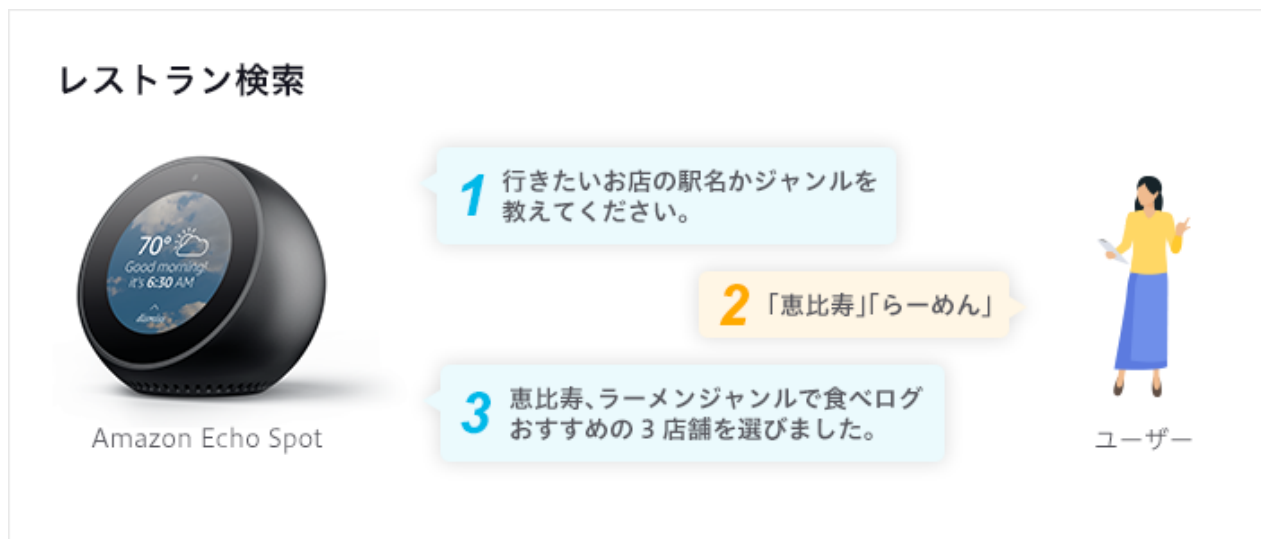 レストラン検索
70°
Good morning!
it's 6:30 AM
1 行きたいお店の駅名かジャンルを
教えてください。
2 「恵比寿」「らーめん」
3 恵比寿、ラーメンジャンルで食べログ
おすすめの 3 店舗を選びました。
Amazon Echo Spot
ユーザー